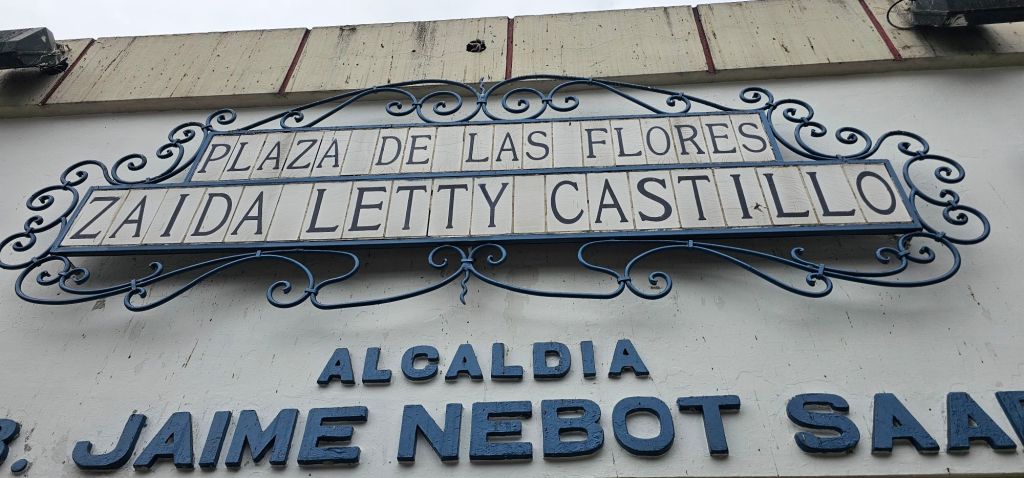 PLAZA DE LAS FLORES
ZAIDA LETTY CASTILLO
ALCALDIA
JAIME NEBOT